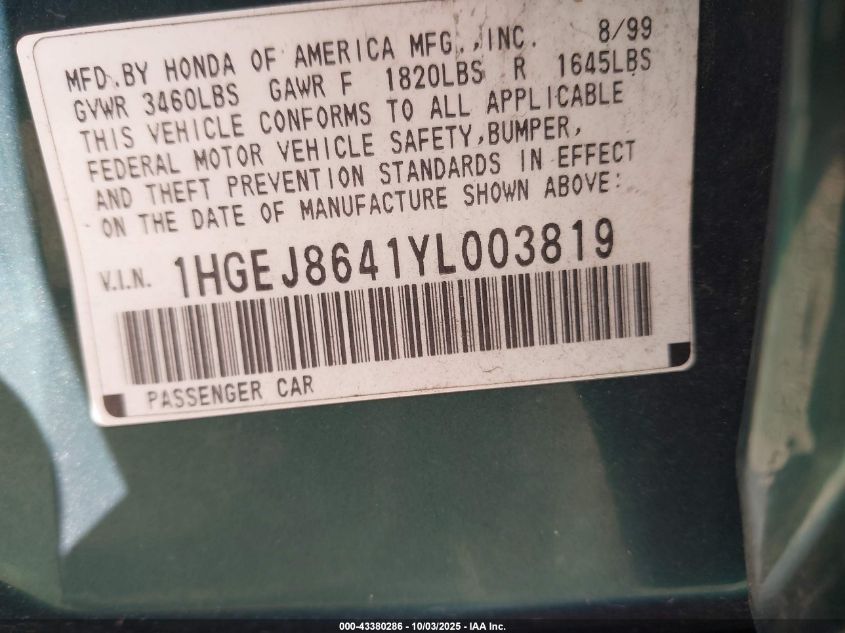 MFD.BY HONDA OF AMERICA MFG.,INC. 8/99
GVWR 3460LBS GAWR F 1820LBS R 1645LBS
THIS VEHICLE CONFORMS TO ALL APPLICABLE
FEDERAL MOTOR VEHICLE SAFETY,BUMPER,
AND THEFT PREVENTION STANDARDS IN EFFECT
ON THE DATE OF MANUFACTURE SHOWN ABOVE:
V.I.N. 1HGEJ8641YL003819
PASSENGER CAR
000-43380286 - 10/03/2025 - IAA Inc.